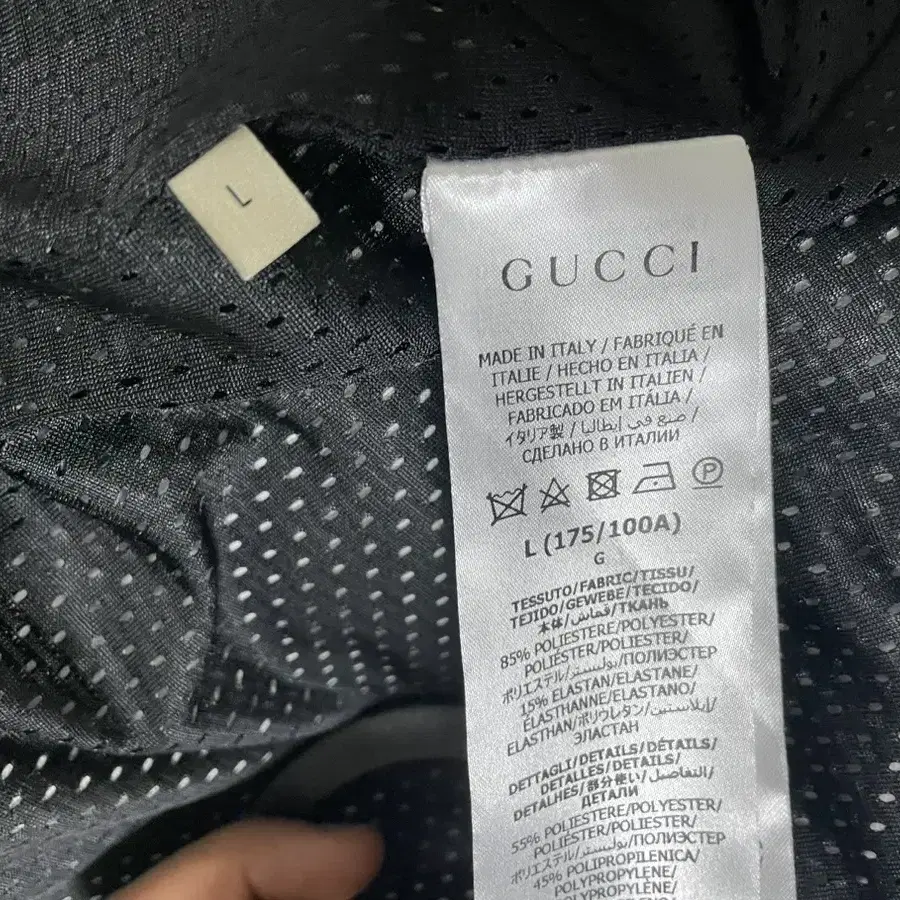 L
GUCCI
MADE IN ITALY / FABRIQUÉ EN
ITALIE / HECHO EN ITALIA /
HERGESTELLT IN ITALIEN /
FABRICADO EM ITÁLIA /
イタリア製 / صنع في إيطاليا /
СДЕЛАНО В ИТАЛИИ
P
L (175/100A)
G
TESSUTO/FABRIC/TISSU/
TEJIDO/GEWEBE/TECIDO/
本体/قماش/ТКАНЬ
85% POLIESTERE/POLYESTER/
POLIÉSTER/POLIESTER/
ポリエステル/بوليستر/ПОЛИЭСТЕР
15% ELASTAN/ELASTANE/
ÉLASTHANNE/ELASTANO/
ELASTHAN/ポリウレタン/إيلاستين/
ЭЛАСТАН
DETTAGLI/DETAILS/DÉTAILS/
DETALLES/DETAILS/
DETALHES/部分使い/التفاصيل/
ДЕТАЛИ
55% POLIESTERE/POLYESTER/
POLIÉSTER/POLIESTER/
ポリエステル/بوليستر/ПОЛИЭСТЕР
45% POLIPROPILENICA/
POLYPROPYLENE/
POLYPROPYLÈNE/